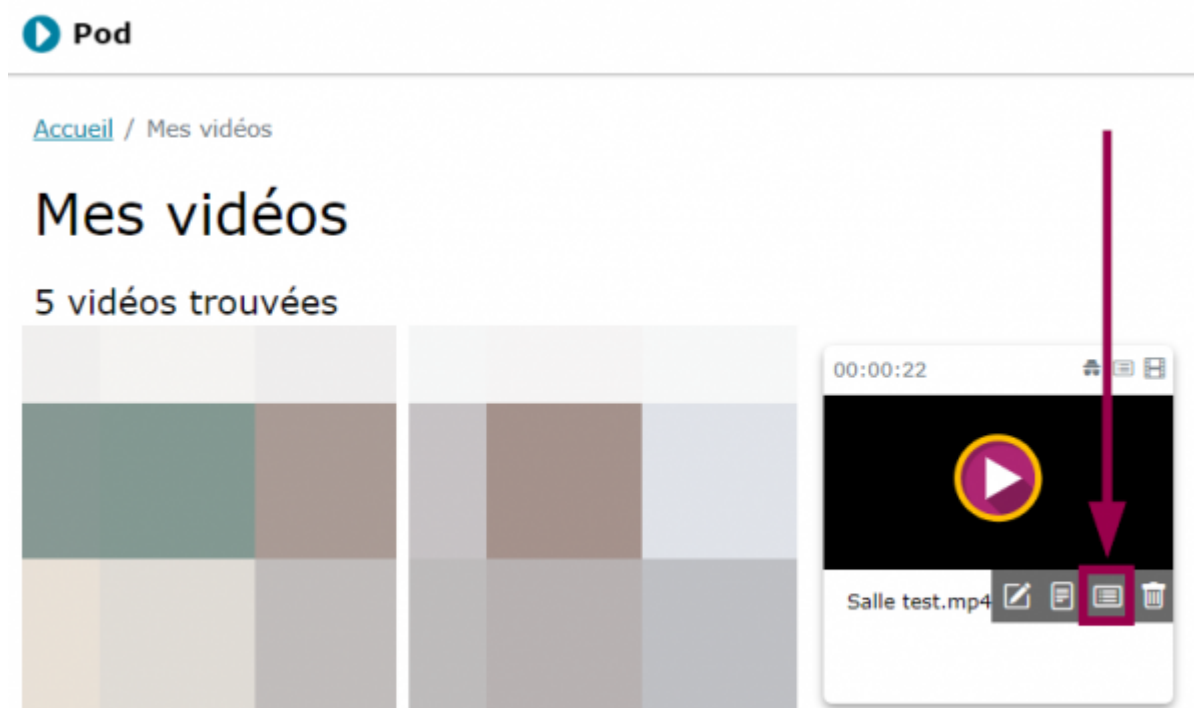 Pod
Accueil / Mes vidéos
Mes vidéos
5 vidéos trouvées
00:00:22
Salle test.mp4